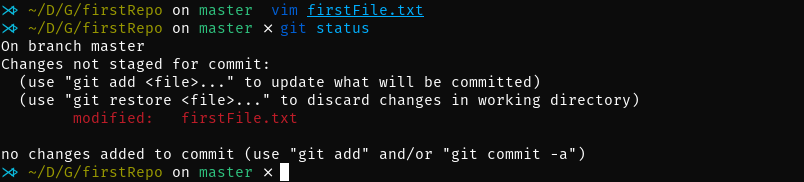 ⋊> ~/D/G/firstRepo on master vim firstFile.txt
⋊> ~/D/G/firstRepo on master ⨯ git status
On branch master
Changes not staged for commit:
  (use "git add <file>..." to update what will be committed)
  (use "git restore <file>..." to discard changes in working directory)
        modified:   firstFile.txt

no changes added to commit (use "git add" and/or "git commit -a")
⋊> ~/D/G/firstRepo on master ⨯